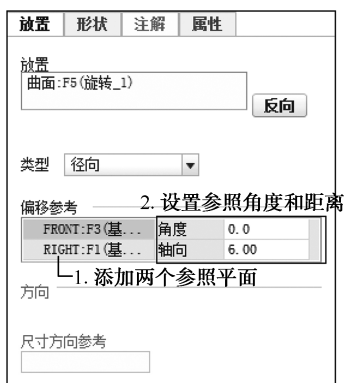 放置 形状 注解 属性
放置
曲面:F5(旋转_1)
反向
类型 径向
2. 设置参照角度和距离
偏移参考
FRONT:F3(基... 角度 0.0
RIGHT:F1(基... 轴向 6.00
1. 添加两个参照平面
方向
尺寸方向参考